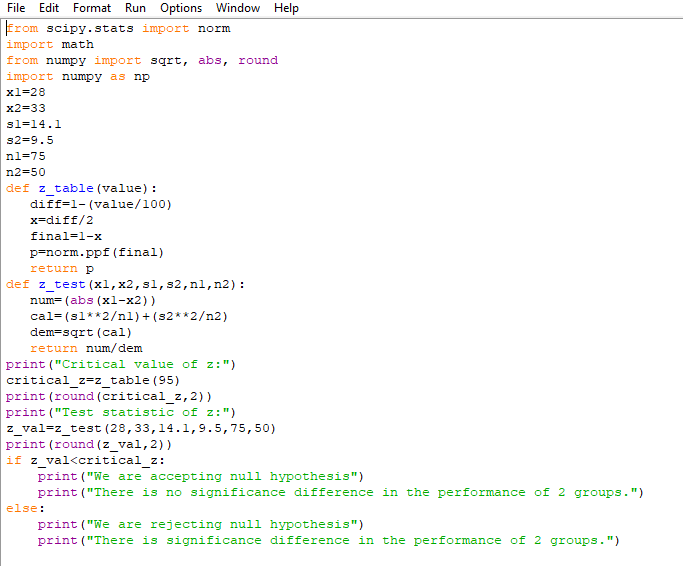 File Edit Format Run Options Window Help
from scipy.stats import norm
import math
from numpy import sqrt, abs, round
import numpy as np
x1=28
x2=33
s1=14.1
s2=9.5
n1=75
n2=50
def z_table(value):
   diff=1-(value/100)
   x=diff/2
   final=1-x
   p=norm.ppf(final)
   return p
def z_test(x1,x2,s1,s2,n1,n2):
   num=(abs(x1-x2))
   cal=(s1**2/n1)+(s2**2/n2)
   dem=sqrt(cal)
   return num/dem
print("Critical value of z:")
critical_z=z_table(95)
print(round(critical_z,2))
print("Test statistic of z:")
z_val=z_test(28,33,14.1,9.5,75,50)
print(round(z_val,2))
if z_val<critical_z:
    print("We are accepting null hypothesis")
    print("There is no significance difference in the performance of 2 groups.")
else:
    print("We are rejecting null hypothesis")
    print("There is significance difference in the performance of 2 groups.")